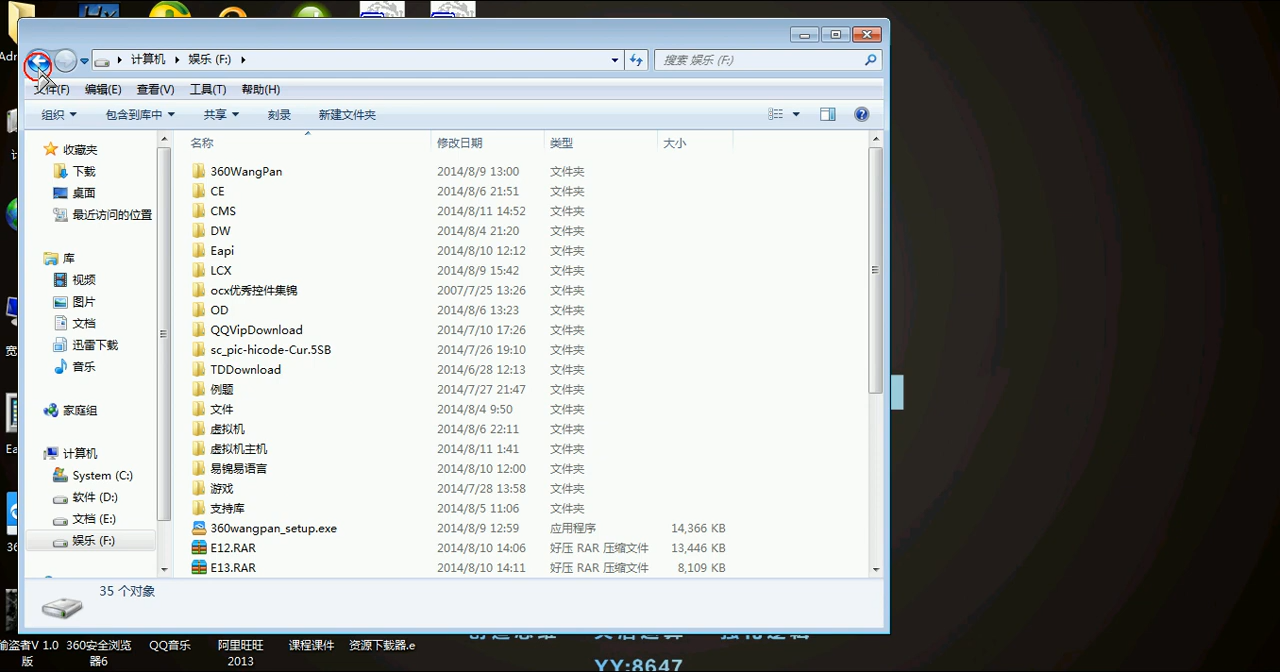 计算机 娱乐 (F:)
搜索 娱乐 (F:)
文件(F) 编辑(E) 查看(V) 工具(T) 帮助(H)
组织 包含到库中 共享 刻录 新建文件夹
名称 修改日期 类型 大小
收藏夹
下载
桌面
最近访问的位置
库
视频
图片
文档
迅雷下载
音乐
家庭组
计算机
System (C:)
软件 (D:)
文档 (E:)
娱乐 (F:)
360WangPan 2014/8/9 13:00 文件夹
CE 2014/8/6 21:51 文件夹
CMS 2014/8/11 14:52 文件夹
DW 2014/8/4 21:20 文件夹
Eapi 2014/8/10 12:12 文件夹
LCX 2014/8/9 15:42 文件夹
ocx优秀控件集锦 2007/7/25 13:26 文件夹
OD 2014/8/6 13:23 文件夹
QQVipDownload 2014/7/10 17:26 文件夹
sc_pic-hicode-Cur.5SB 2014/7/26 19:10 文件夹
TDDownload 2014/6/28 12:13 文件夹
例题 2014/7/27 21:47 文件夹
文件 2014/8/4 9:50 文件夹
虚拟机 2014/8/6 22:11 文件夹
虚拟机主机 2014/8/11 1:41 文件夹
易锦易语言 2014/8/10 12:00 文件夹
游戏 2014/7/28 13:58 文件夹
支持库 2014/8/5 11:06 文件夹
360wangpan_setup.exe 2014/8/9 12:59 应用程序 14,366 KB
E12.RAR 2014/8/10 14:06 好压 RAR 压缩文件 13,446 KB
E13.RAR 2014/8/10 14:11 好压 RAR 压缩文件 8,109 KB
35 个对象
V 1.0版
360安全浏览器6
QQ音乐
阿里旺旺2013
课程课件
资源下载器.e
YY:8647